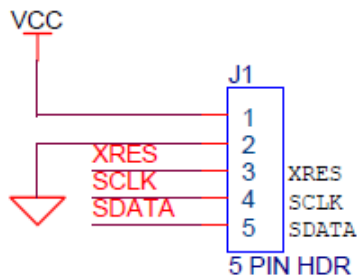 VCC
J1
1
2
XRES
3 XRES
SCLK
4 SCLK
SDATA
5 SDATA
5 PIN HDR